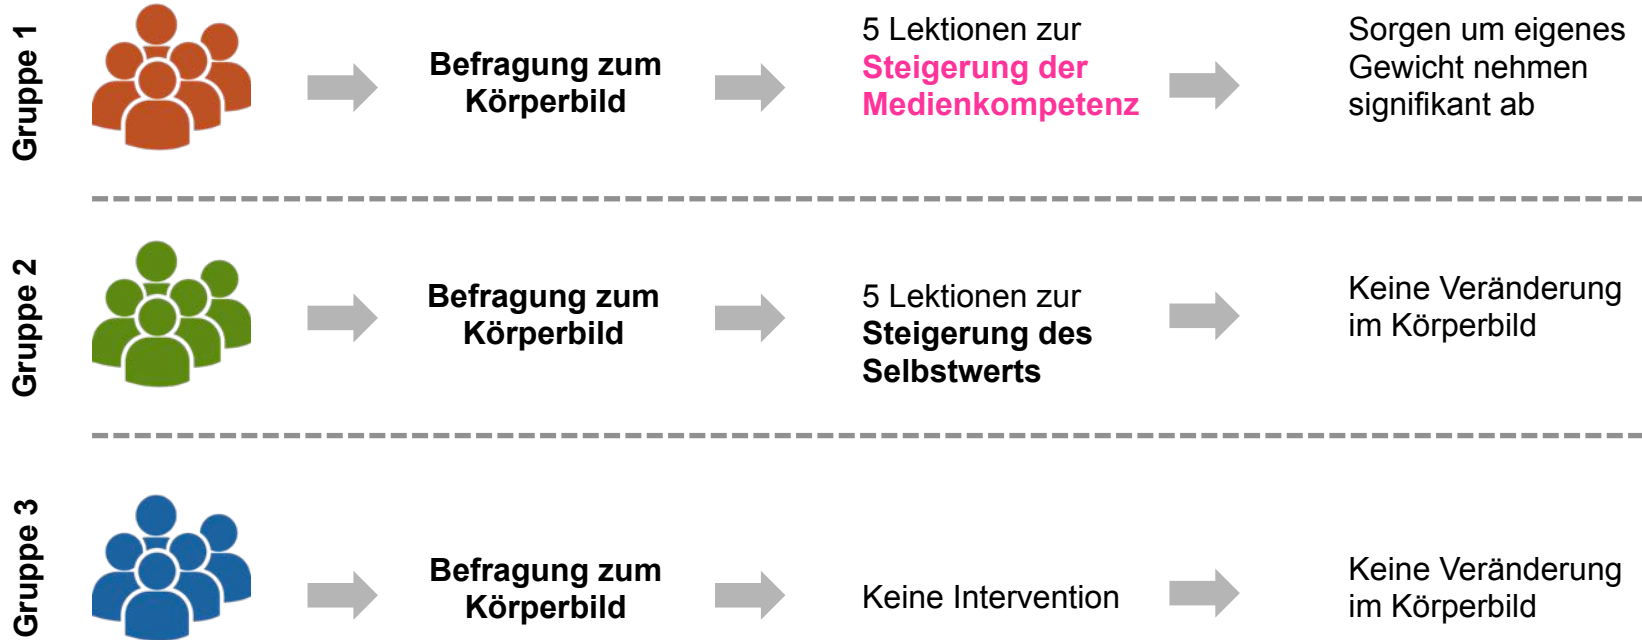 Gruppe 1
Befragung zum
Körperbild
5 Lektionen zur
Steigerung der
Medienkompetenz
Sorgen um eigenes
Gewicht nehmen
signifikant ab
Gruppe 2
Befragung zum
Körperbild
5 Lektionen zur
Steigerung des
Selbstwerts
Keine Veränderung
im Körperbild
Gruppe 3
Befragung zum
Körperbild
Keine Intervention
Keine Veränderung
im Körperbild